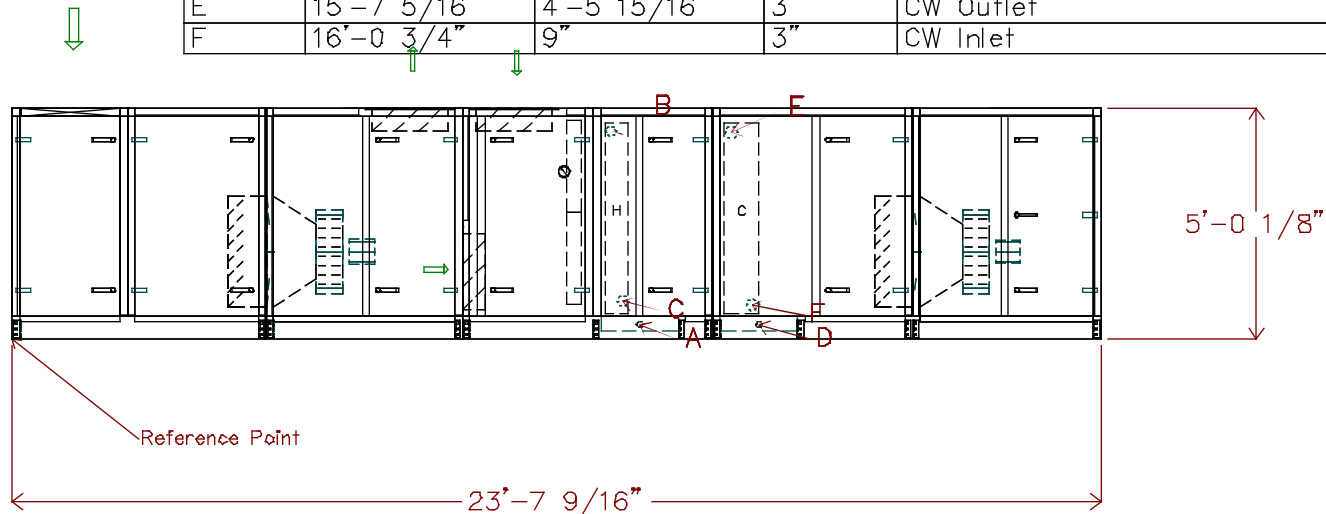 E 15'-7 5/16" 4'-5 15/16" 3" CW Outlet
F 16'-0 3/4" 9" 3" CW Inlet
B E
H C
5'-0 1/8"
C F
A D
Reference Point
23'-7 9/16"